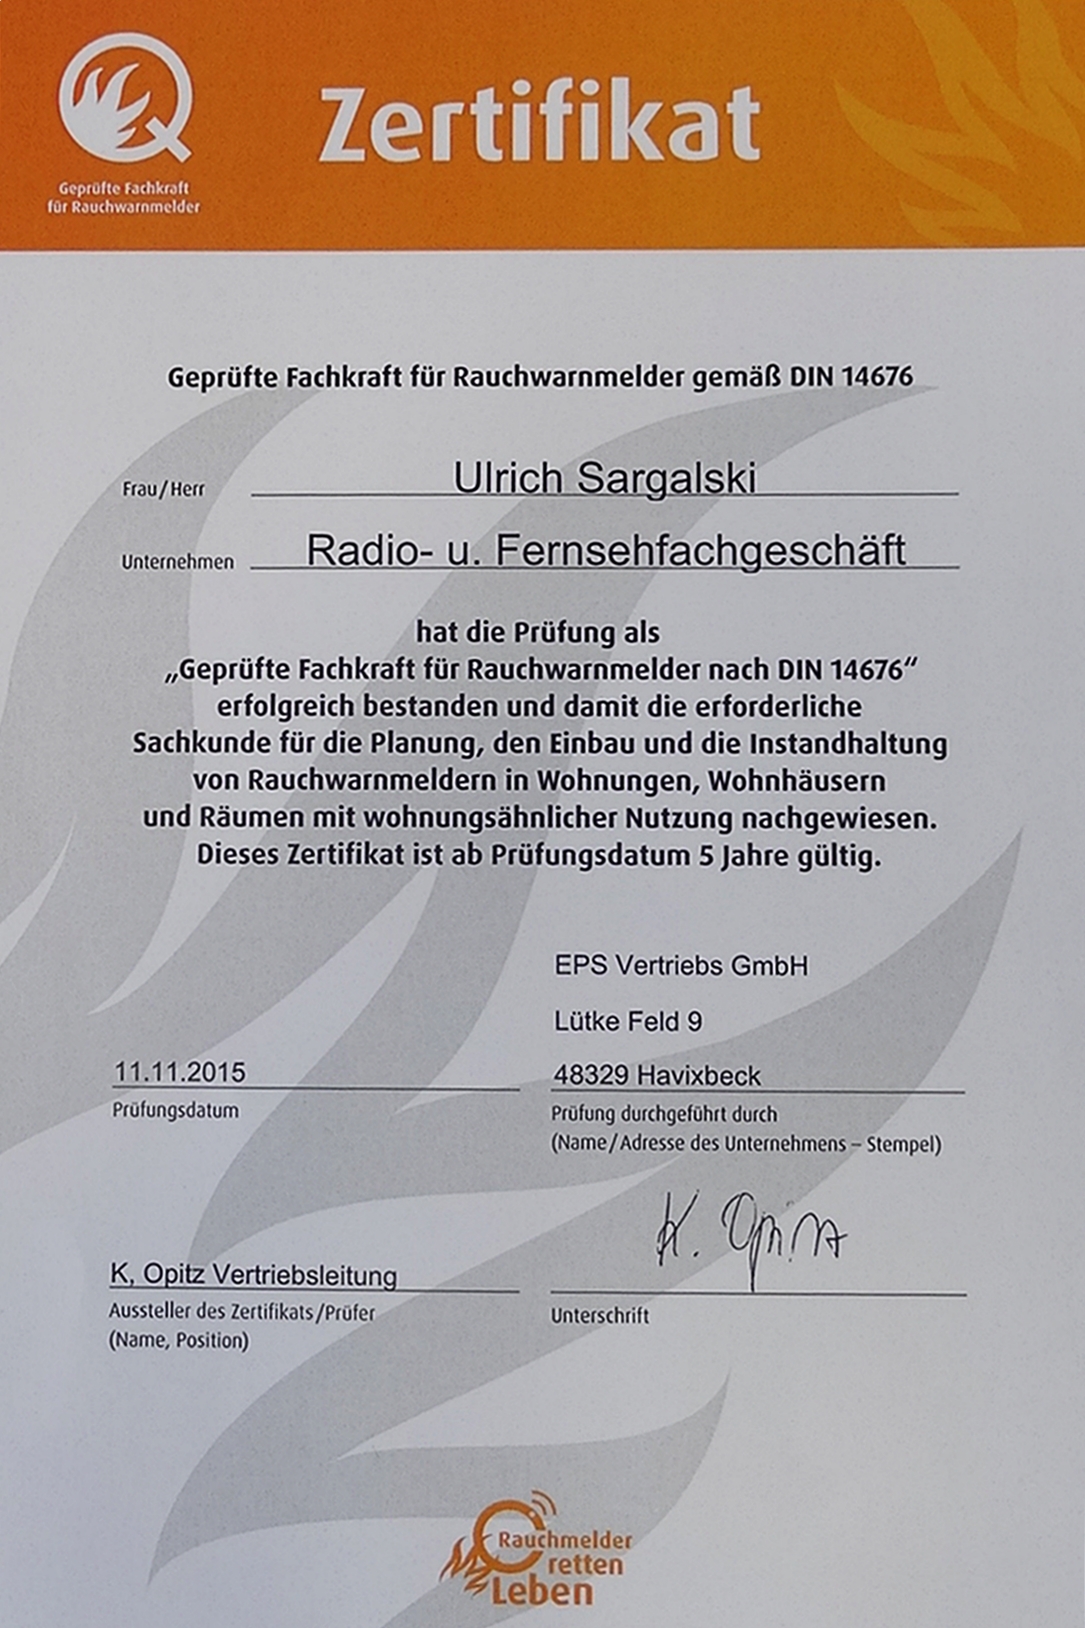 Zertifikat
Geprüfte Fachkraft
für Rauchwarnmelder
Geprüfte Fachkraft für Rauchwarnmelder gemäß DIN 14676
Frau/Herr Ulrich Sargalski
Unternehmen Radio- u. Fernsehfachgeschäft
hat die Prüfung als
„Geprüfte Fachkraft für Rauchwarnmelder nach DIN 14676“
erfolgreich bestanden und damit die erforderliche
Sachkunde für die Planung, den Einbau und die Instandhaltung
von Rauchwarnmeldern in Wohnungen, Wohnhäusern
und Räumen mit wohnungsähnlicher Nutzung nachgewiesen.
Dieses Zertifikat ist ab Prüfungsdatum 5 Jahre gültig.
EPS Vertriebs GmbH
Lütke Feld 9
11.11.2015
48329 Havixbeck
Prüfungsdatum
Prüfung durchgeführt durch
(Name/Adresse des Unternehmens – Stempel)
K. Opitz
K, Opitz Vertriebsleitung
Aussteller des Zertifikats/Prüfer
(Name, Position)
Unterschrift
Rauchmelder
retten
Leben